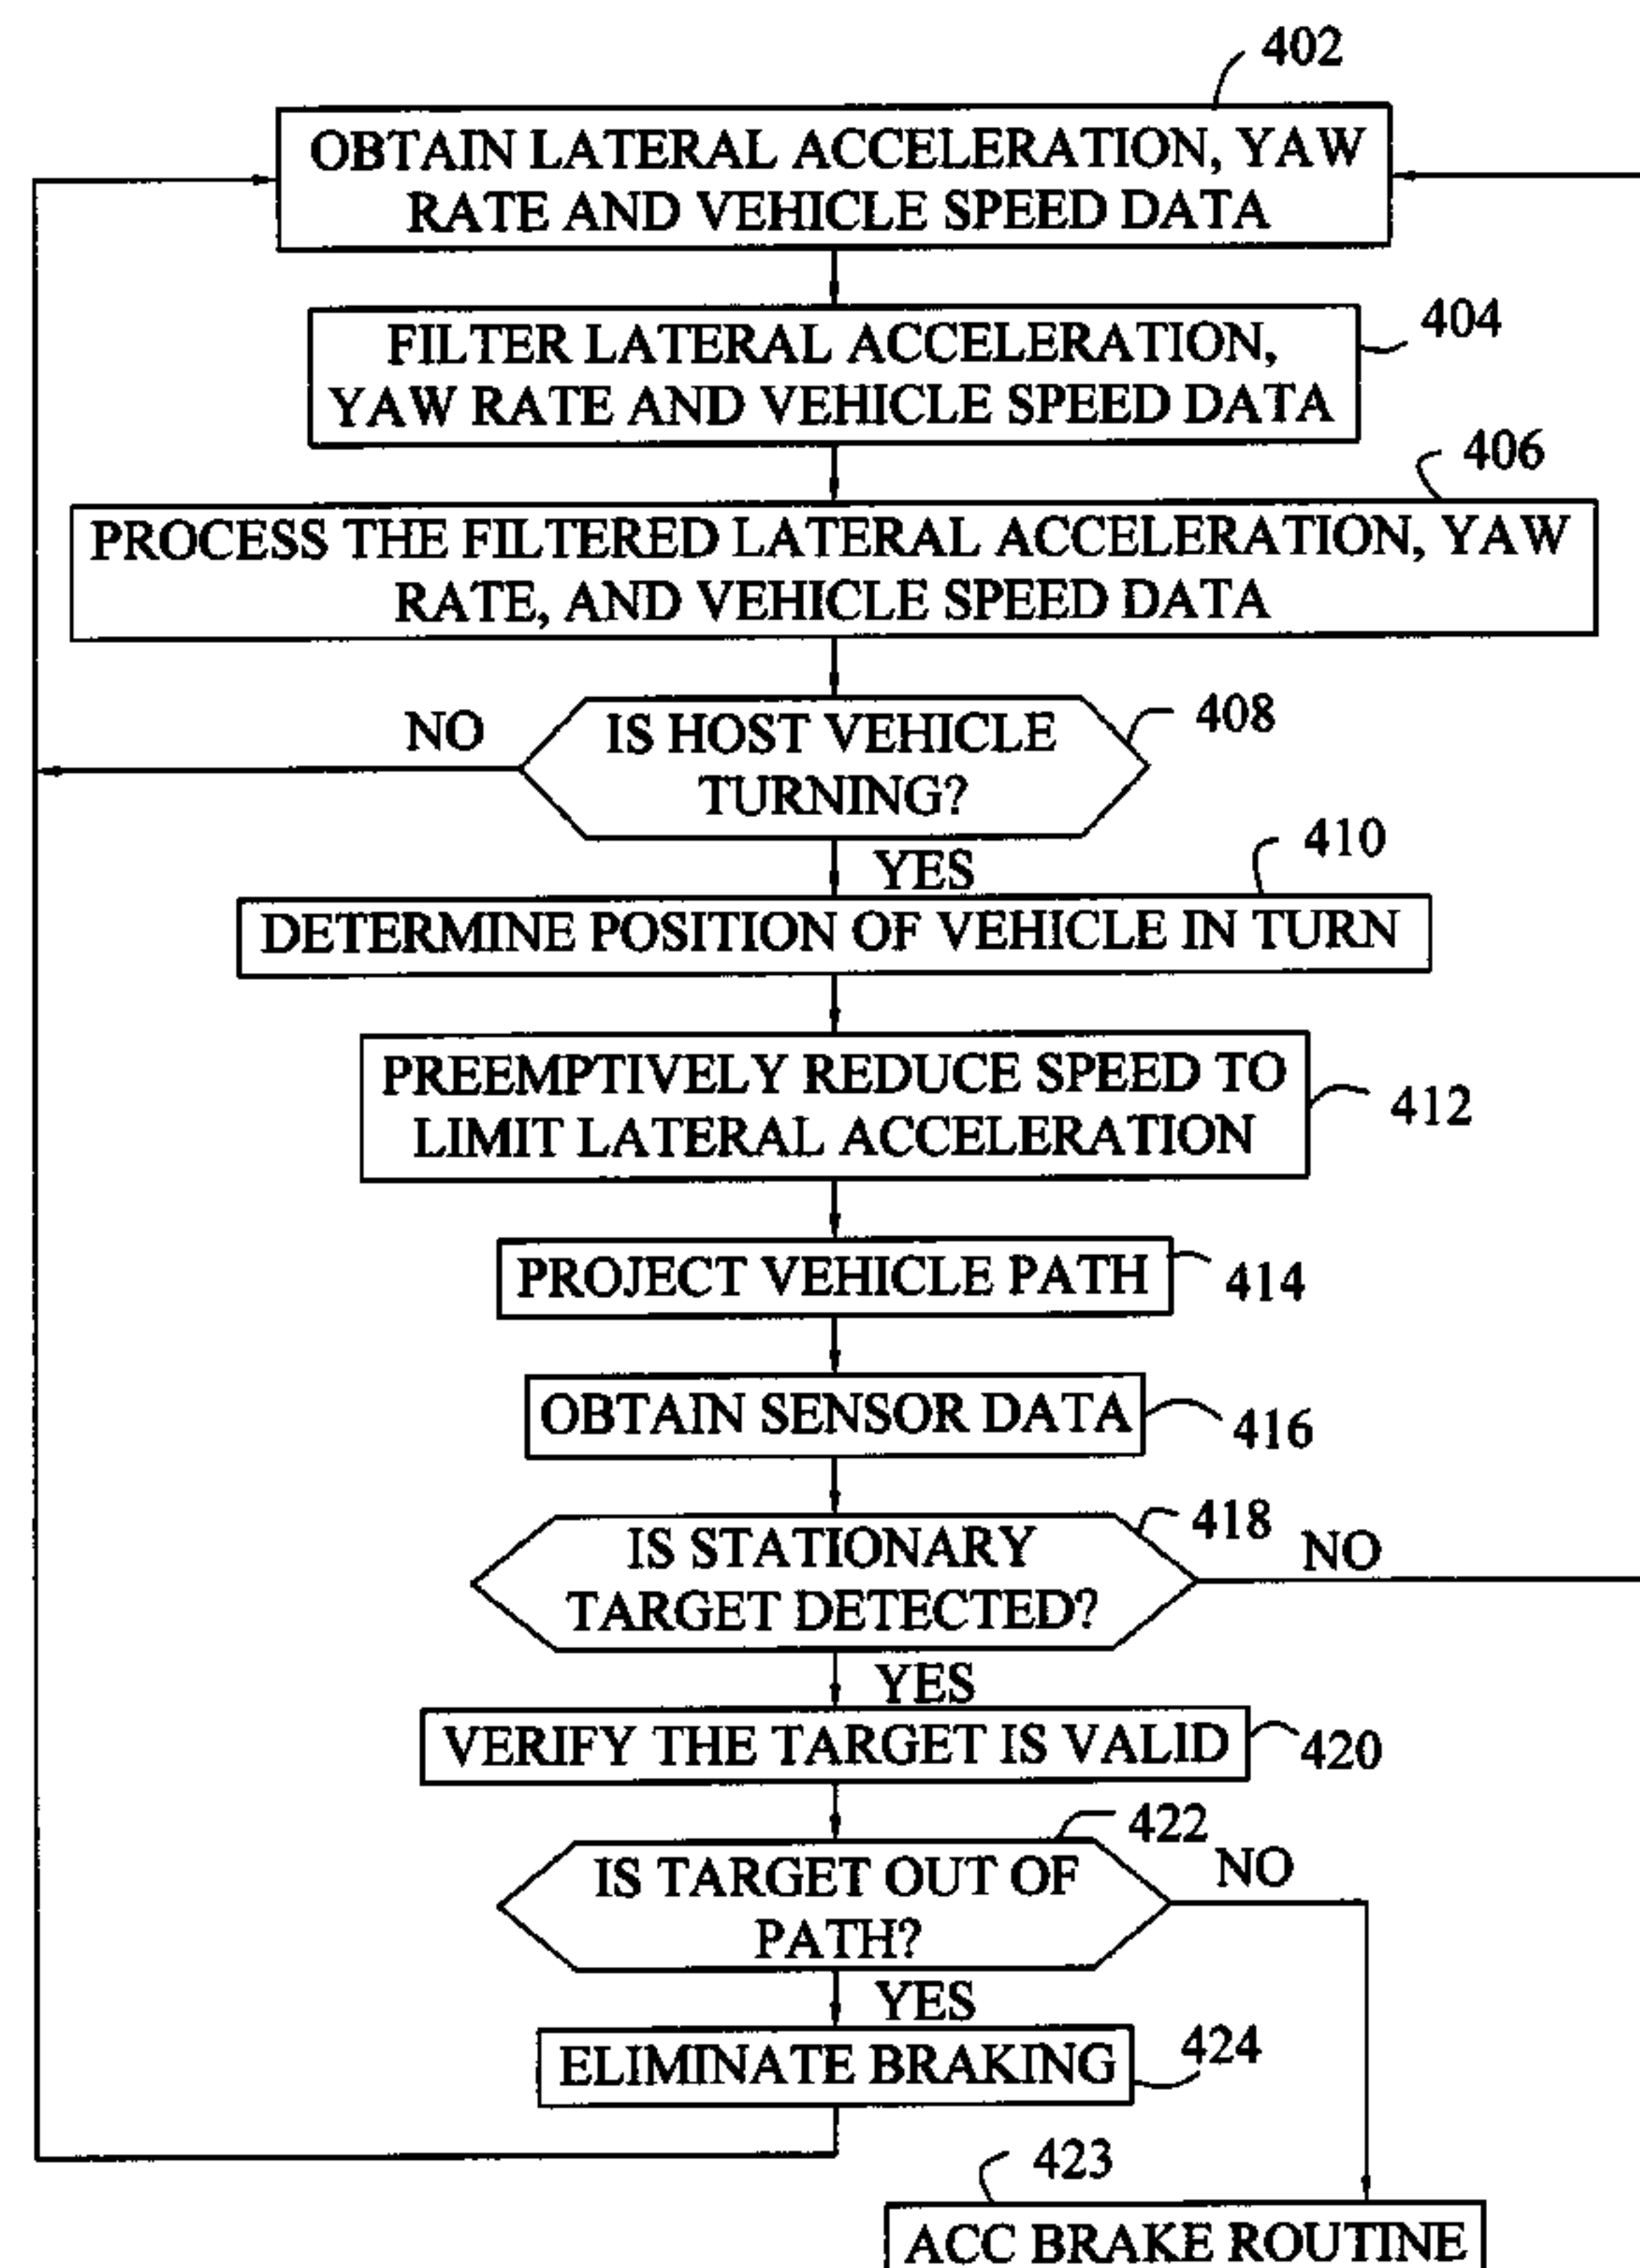 402
OBTAIN LATERAL ACCELERATION, YAW
RATE AND VEHICLE SPEED DATA
404
FILTER LATERAL ACCELERATION,
YAW RATE AND VEHICLE SPEED DATA
406
PROCESS THE FILTERED LATERAL ACCELERATION, YAW
RATE, AND VEHICLE SPEED DATA
408
NO
IS HOST VEHICLE
TURNING?
YES
410
DETERMINE POSITION OF VEHICLE IN TURN
PREEMPTIVELY REDUCE SPEED TO
LIMIT LATERAL ACCELERATION
412
PROJECT VEHICLE PATH
414
OBTAIN SENSOR DATA
416
418
NO
IS STATIONARY
TARGET DETECTED?
YES
VERIFY THE TARGET IS VALID
420
422
NO
IS TARGET OUT OF
PATH?
YES
ELIMINATE BRAKING
424
423
ACC BRAKE ROUTINE